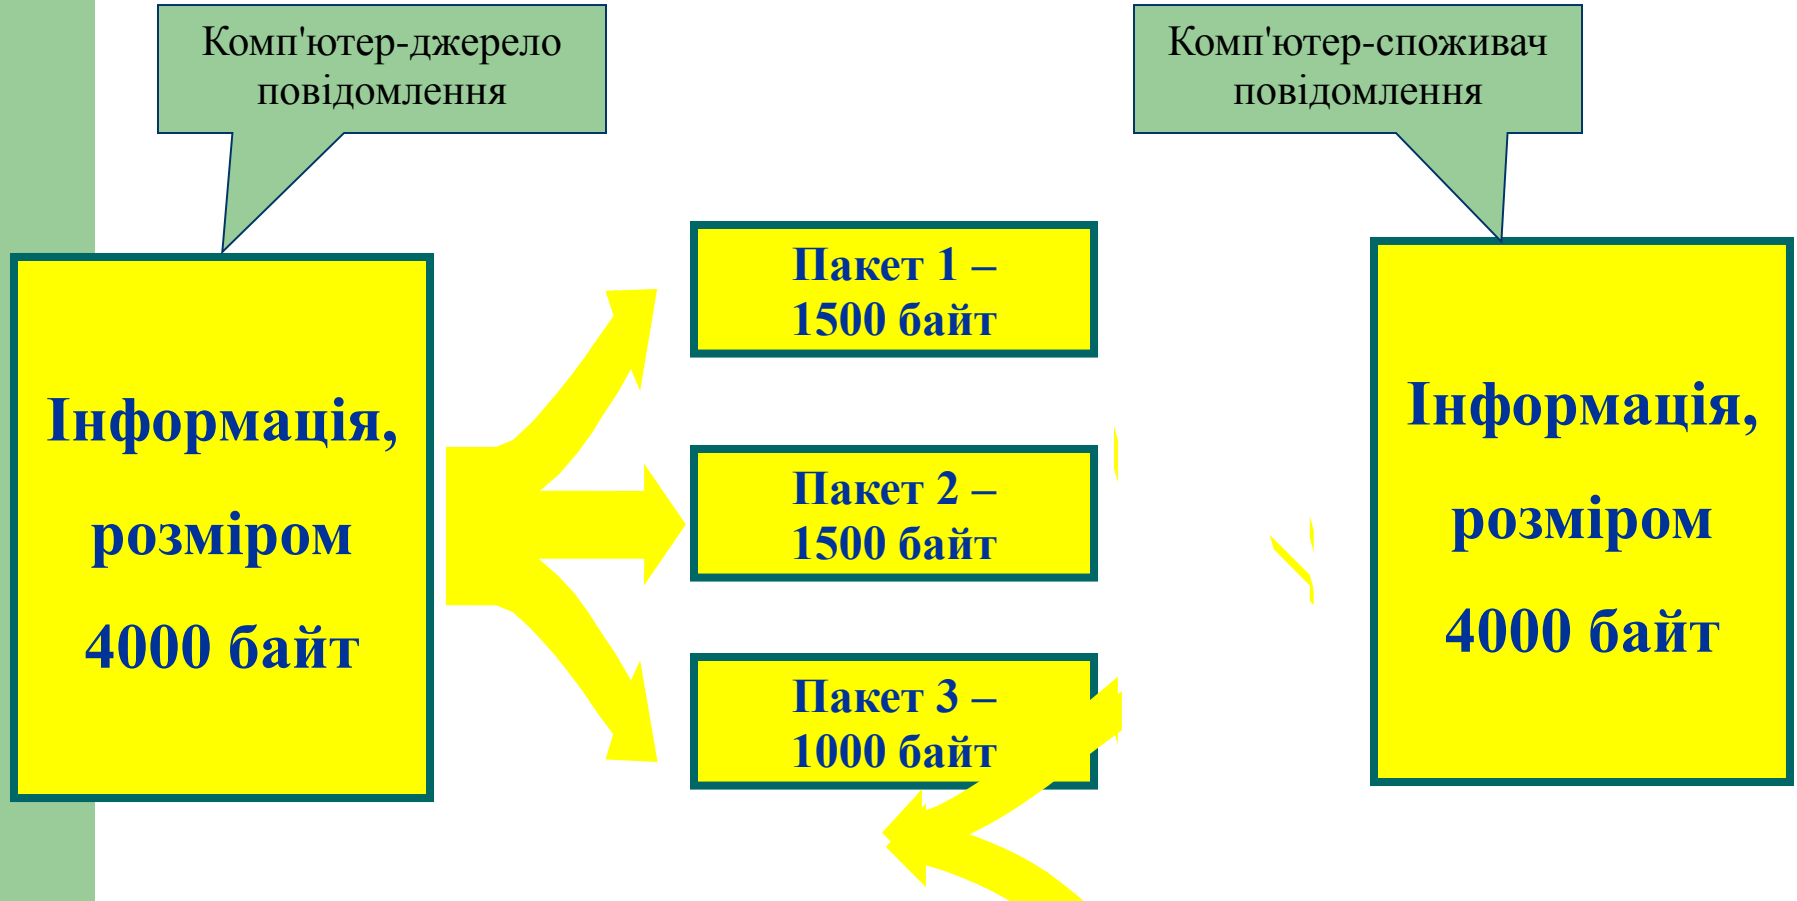 Комп'ютер-джерело
повідомлення
Комп'ютер-споживач
повідомлення
Інформація,
розміром
4000 байт
Пакет 1 –
1500 байт
Пакет 2 –
1500 байт
Пакет 3 –
1000 байт
Інформація,
розміром
4000 байт